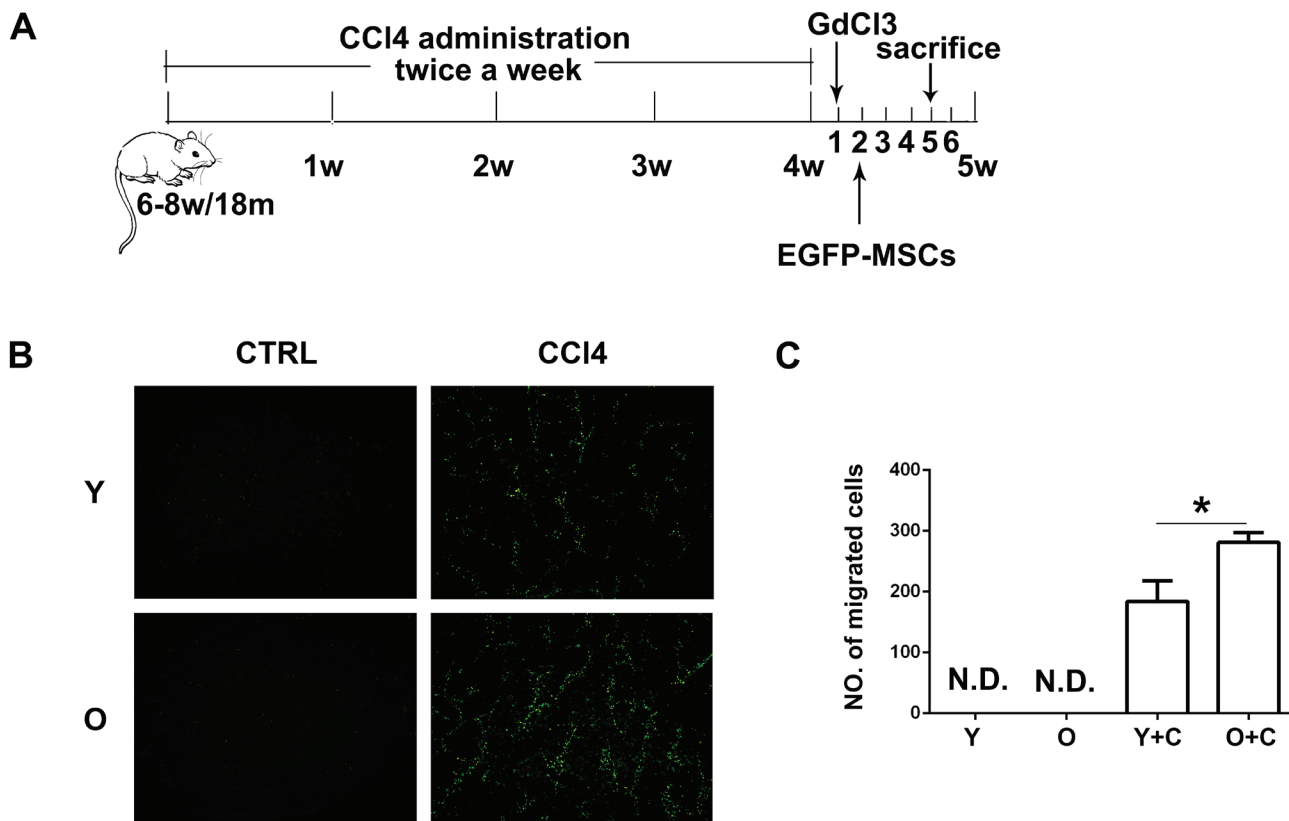 A
CCl4 administration
twice a week
GdCl3
sacrifice
1 2 3 4 5 6
1w 2w 3w 4w 5w
6-8w/18m
EGFP-MSCs
B
CTRL CCl4
Y
O
C
NO. of migrated cells
400
300
200
100
0
*
N.D. N.D.
Y O Y+C O+C